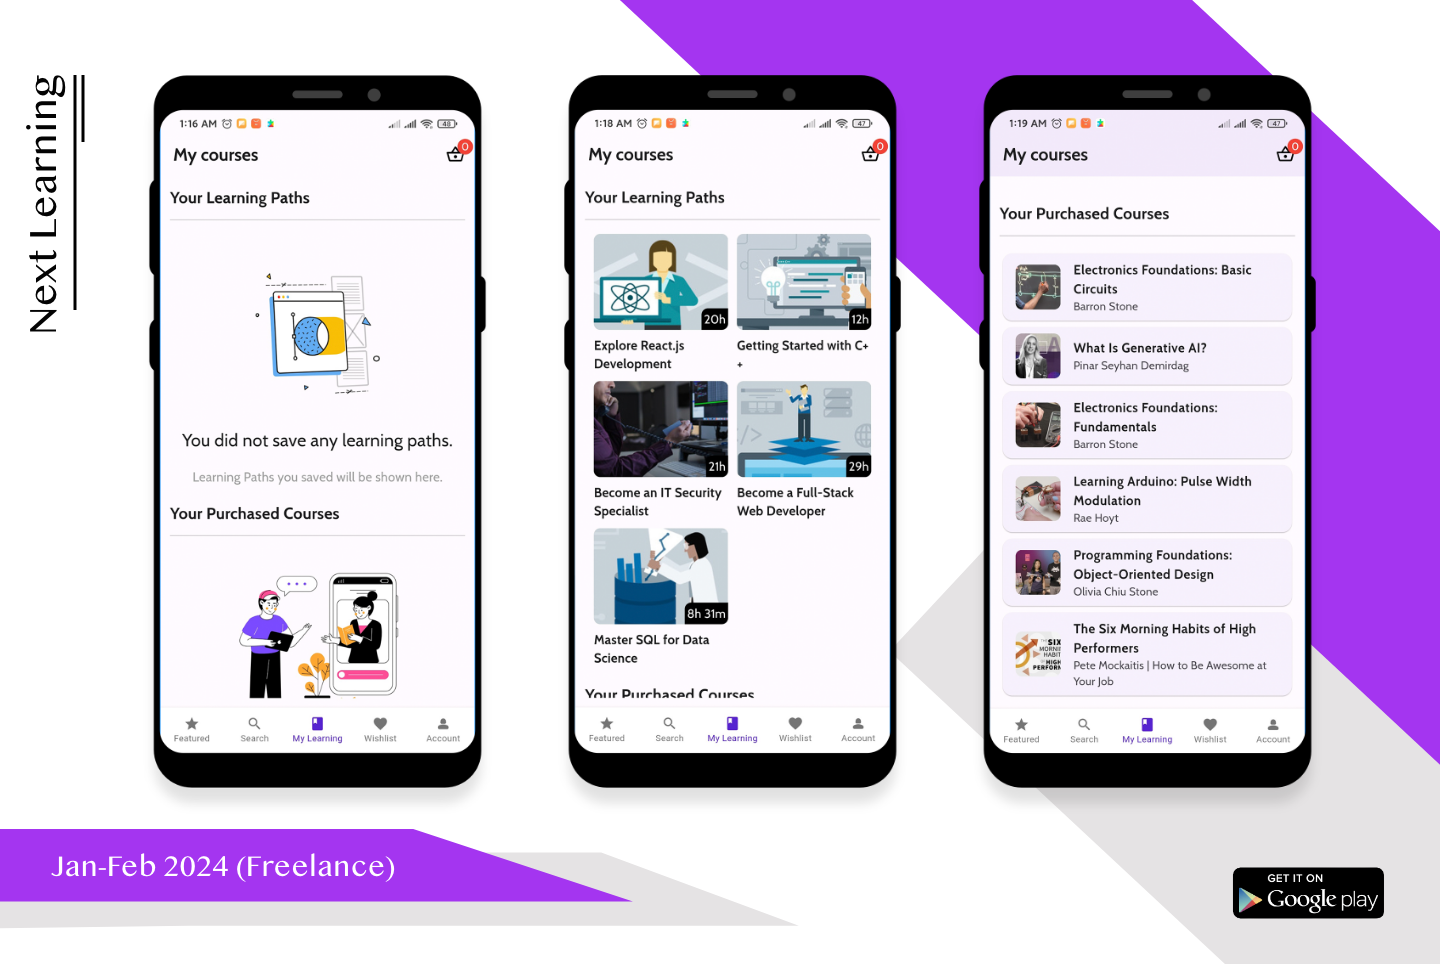 Next Learning
1:16 AM
48
My courses
0
Your Learning Paths
You did not save any learning paths.
Learning Paths you saved will be shown here.
Your Purchased Courses
Featured
Search
My Learning
Wishlist
Account
1:18 AM
47
My courses
0
Your Learning Paths
20h
12h
Explore React.js
Development
Getting Started with C+
+
21h
29h
Become an IT Security
Specialist
Become a Full-Stack
Web Developer
8h 31m
Master SQL for Data
Science
Your Purchased Courses
Featured
Search
My Learning
Wishlist
Account
1:19 AM
47
My courses
0
Your Purchased Courses
Electronics Foundations: Basic
Circuits
Barron Stone
What Is Generative AI?
Pinar Seyhan Demirdag
Electronics Foundations:
Fundamentals
Barron Stone
Learning Arduino: Pulse Width
Modulation
Rae Hoyt
Programming Foundations:
Object-Oriented Design
Olivia Chiu Stone
The Six Morning Habits of High
Performers
Pete Mockaitis | How to Be Awesome at
Your Job
Featured
Search
My Learning
Wishlist
Account
Jan-Feb 2024 (Freelance)
GET IT ON
Google play